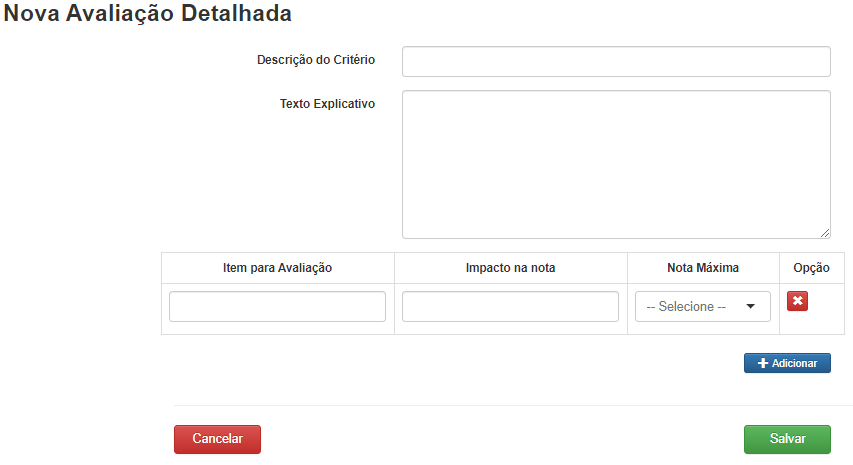 Nova Avaliação Detalhada
Descrição do Critério
Texto Explicativo
Item para Avaliação Impacto na nota Nota Máxima Opção
-- Selecione --
Adicionar
Cancelar Salvar